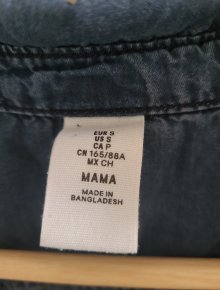 EUR S
US S
CA P
CN 165/88A
MX CH
MAMA
MADE IN
BANGLADESH